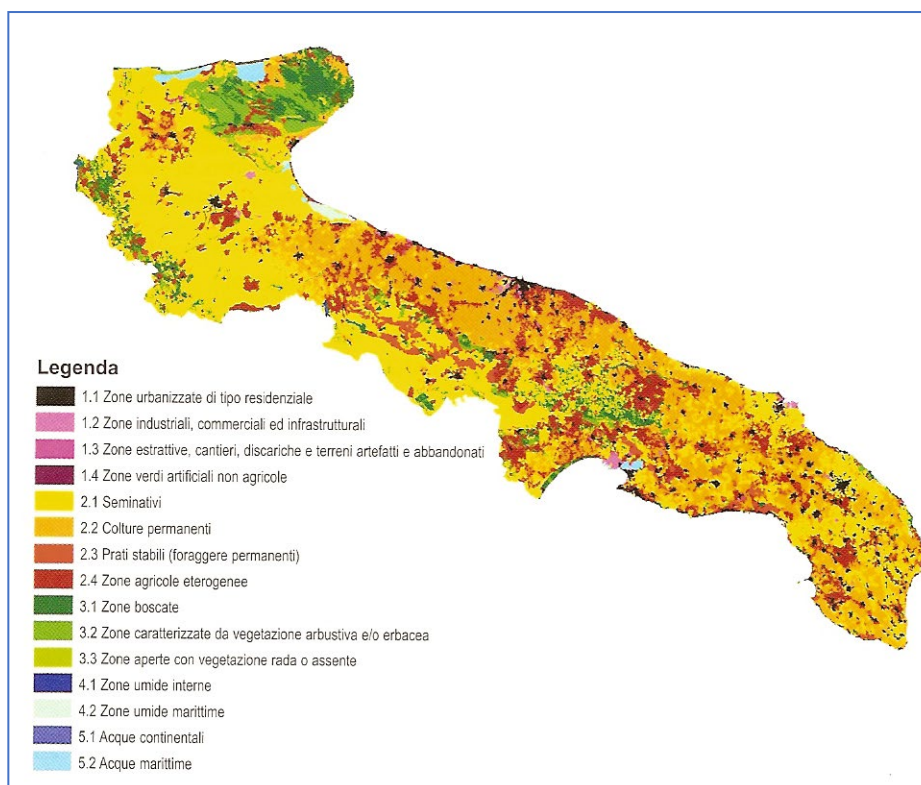 Legenda
1.1 Zone urbanizzate di tipo residenziale
1.2 Zone industriali, commerciali ed infrastrutturali
1.3 Zone estrattive, cantieri, discariche e terreni artefatti e abbandonati
1.4 Zone verdi artificiali non agricole
2.1 Seminativi
2.2 Colture permanenti
2.3 Prati stabili (foraggere permanenti)
2.4 Zone agricole eterogenee
3.1 Zone boscate
3.2 Zone caratterizzate da vegetazione arbustiva e/o erbacea
3.3 Zone aperte con vegetazione rada o assente
4.1 Zone umide interne
4.2 Zone umide marittime
5.1 Acque continentali
5.2 Acque marittime